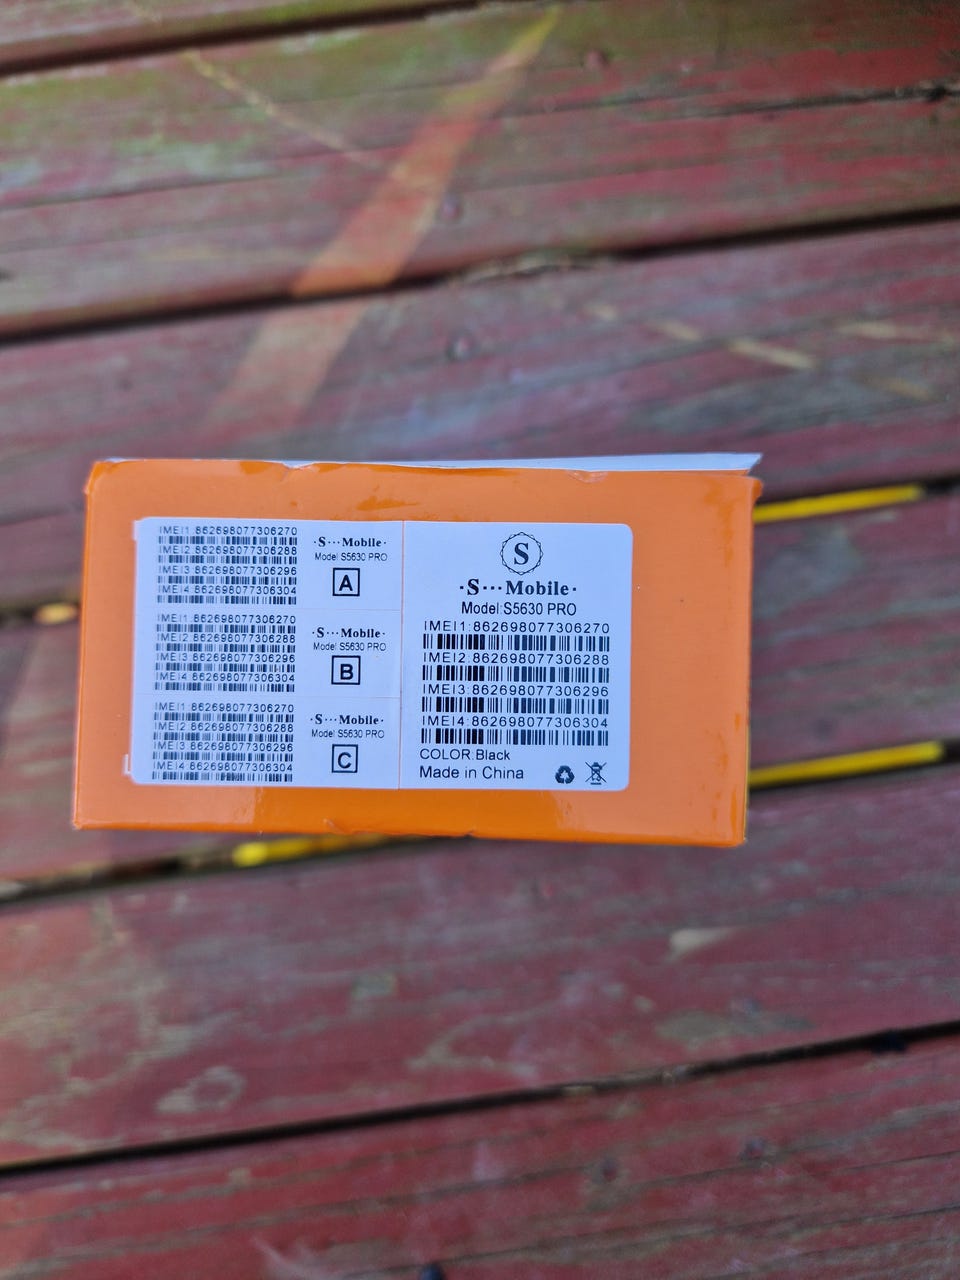 IMEI1:862698077306270
IMEI2:862698077306288
IMEI3:862698077306296
IMEI4:862698077306304
·S···Mobile·
Model S5630 PRO
A
IMEI1:862698077306270
IMEI2:862698077306288
IMEI3:862698077306296
IMEI4:862698077306304
·S···Mobile·
Model S5630 PRO
B
IMEI1:862698077306270
IMEI2:862698077306288
IMEI3:862698077306296
IMEI4:862698077306304
·S···Mobile·
Model S5630 PRO
C
S
·S···Mobile·
Model:S5630 PRO
IMEI1:862698077306270
IMEI2:862698077306288
IMEI3:862698077306296
IMEI4:862698077306304
COLOR:Black
Made in China